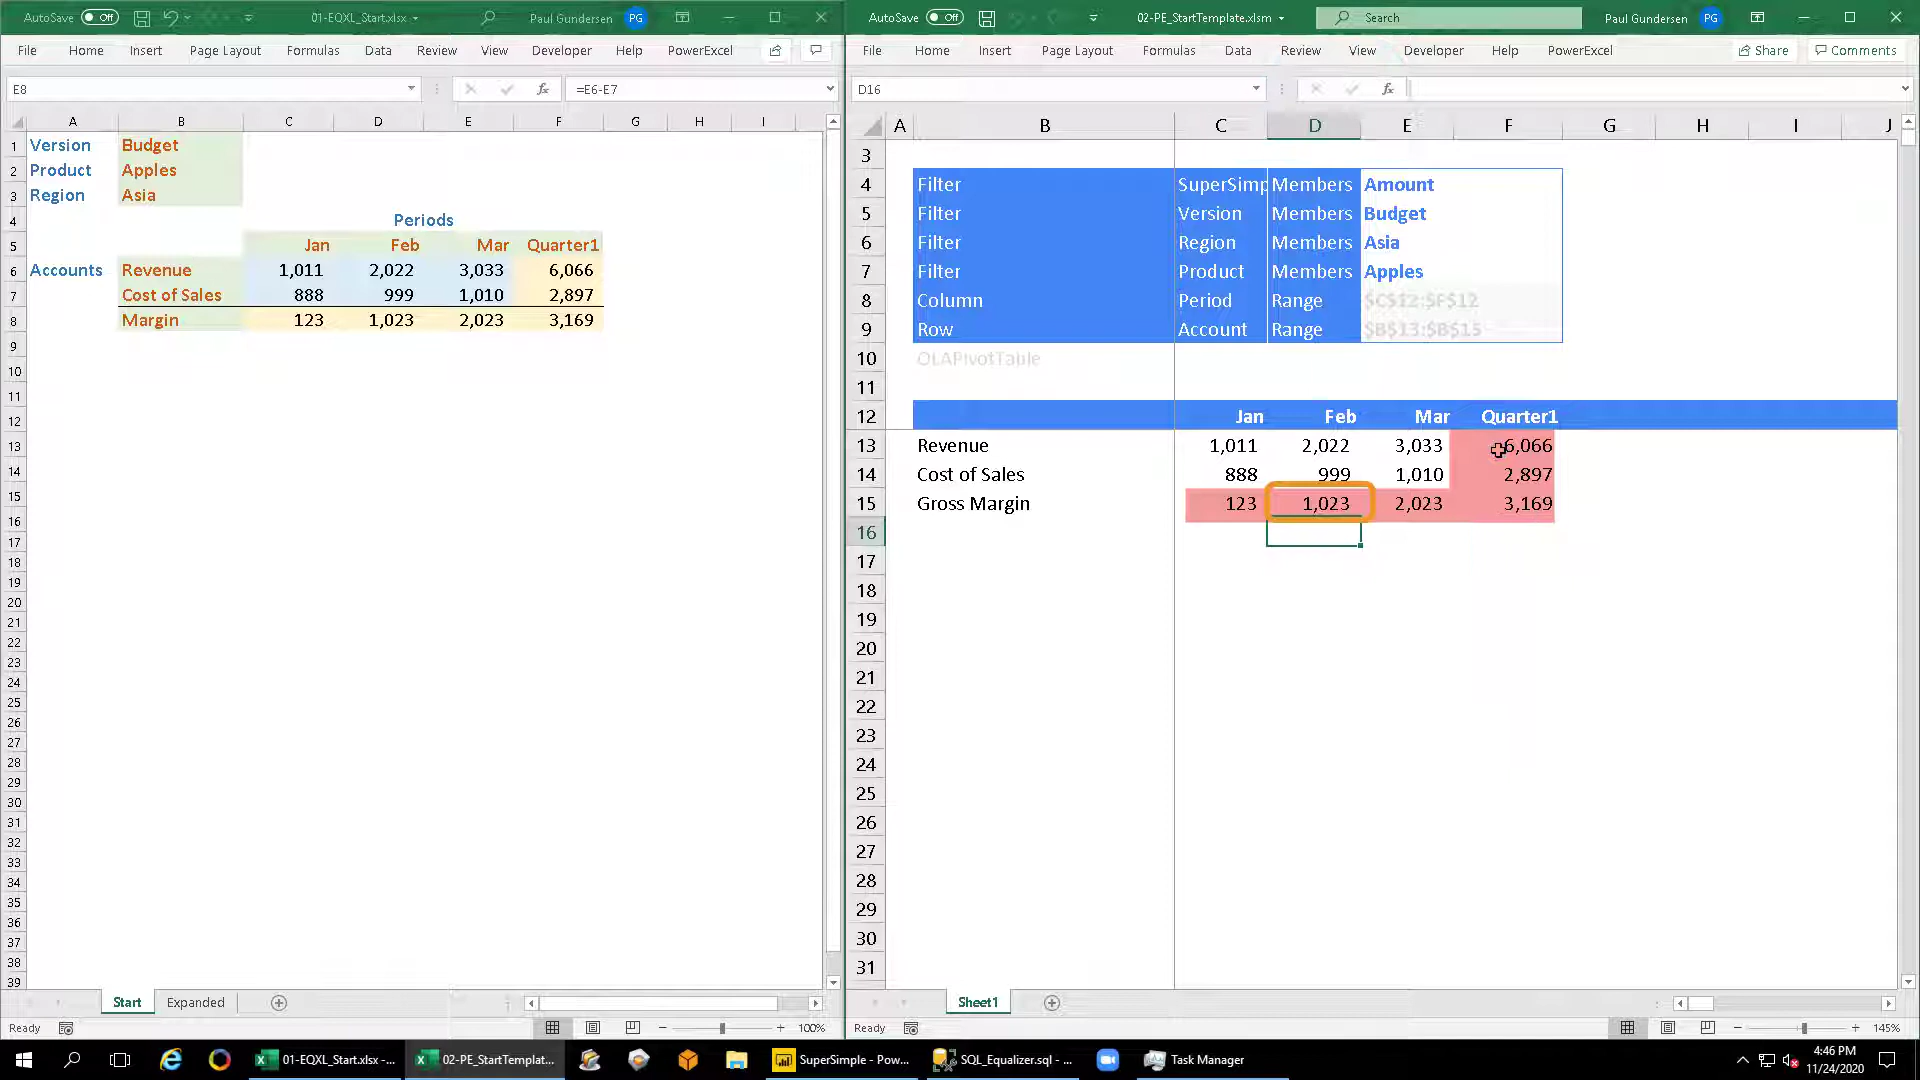 AutoSave Off 01-EQXL_Start.xlsx Paul Gundersen PG
File Home Insert Page Layout Formulas Data Review View Developer Help PowerExcel
E8 fx =E6-E7
A B C D E F G H I
1 Version Budget
2 Product Apples
3 Region Asia
4 Periods
5 Jan Feb Mar Quarter1
6 Accounts Revenue 1,011 2,022 3,033 6,066
7 Cost of Sales 888 999 1,010 2,897
8 Margin 123 1,023 2,023 3,169
9
10
11
12
13
14
15
16
17
18
19
20
21
22
23
24
25
26
27
28
29
30
31
32
33
34
35
36
37
38
39
Start Expanded
Ready 100%
AutoSave Off 02-PE_StartTemplate.xlsm Search Paul Gundersen PG
File Home Insert Page Layout Formulas Data Review View Developer Help PowerExcel Share Comments
D16 fx
A B C D E F G H I J
3
4 Filter SuperSimp Members Amount
5 Filter Version Members Budget
6 Filter Region Members Asia
7 Filter Product Members Apples
8 Column Period Range $C$12:$F$12
9 Row Account Range $B$13:$B$15
10 OLAPivotTable
11
12 Jan Feb Mar Quarter1
13 Revenue 1,011 2,022 3,033 6,066
14 Cost of Sales 888 999 1,010 2,897
15 Gross Margin 123 1,023 2,023 3,169
16
17
18
19
20
21
22
23
24
25
26
27
28
29
30
31
Sheet1
Ready 145%
01-EQXL_Start.xlsx -... 02-PE_StartTemplat... SuperSimple - Pow... SQL_Equalizer.sql - ... Task Manager 4:46 PM
11/24/2020